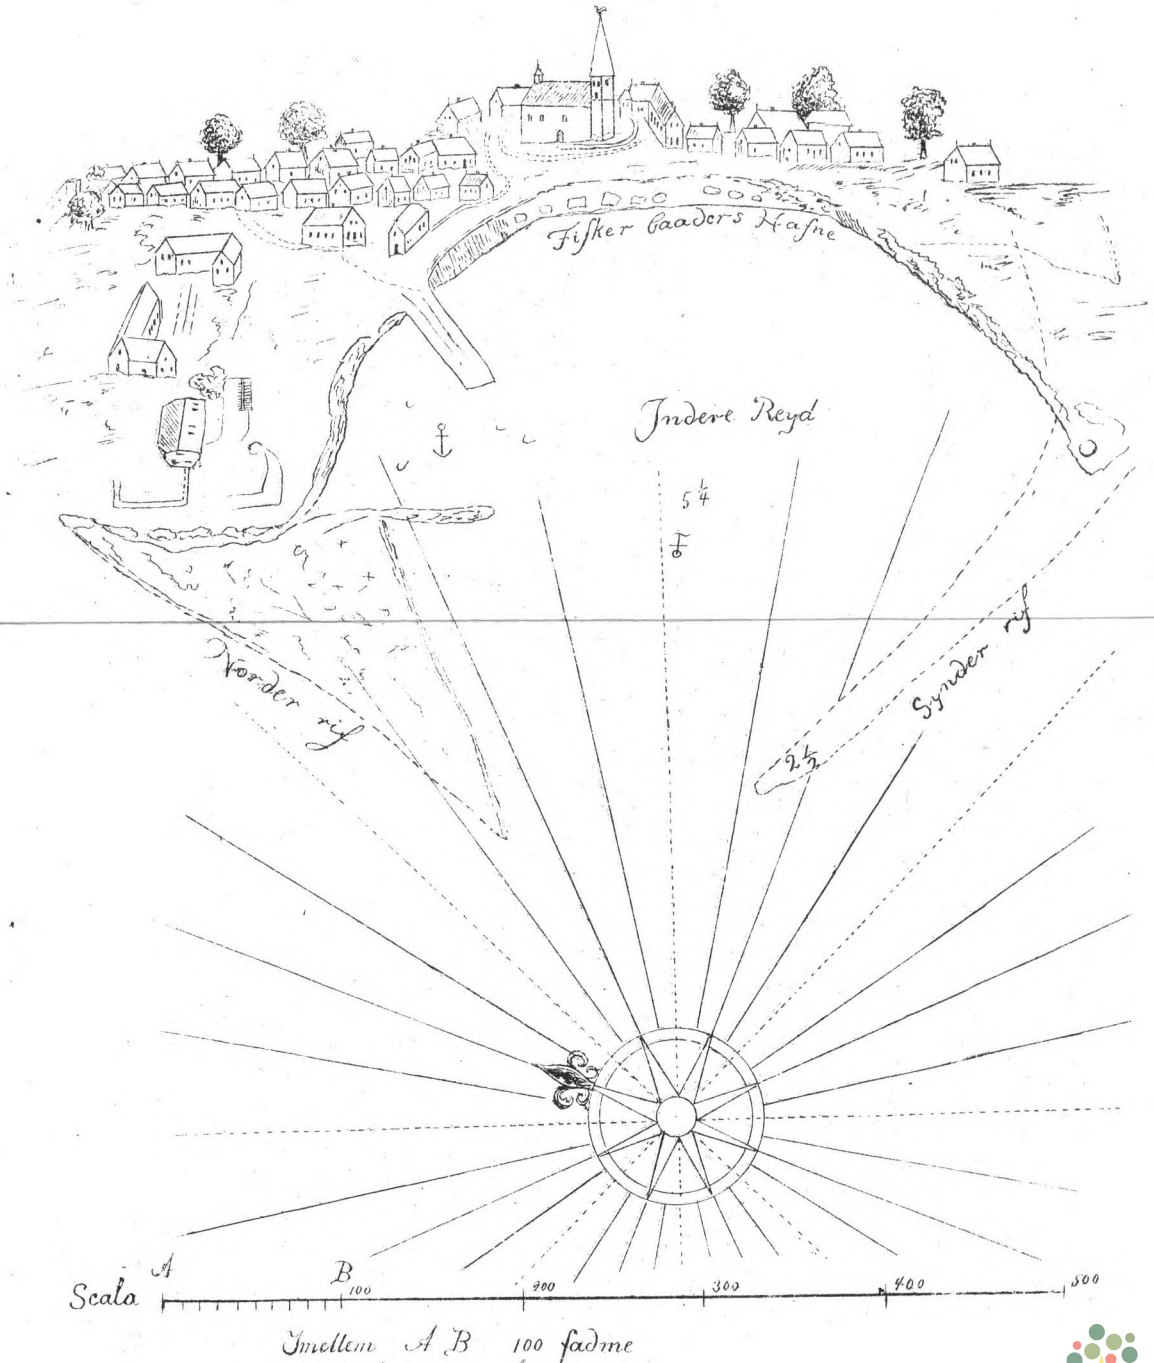 Fisker baaders Hafne
Indere Reyd
5 1/4
Norder rif
Synder rif
2 1/2
A B
Scala 100 200 300 400 500
Imellem A B 100 fadme